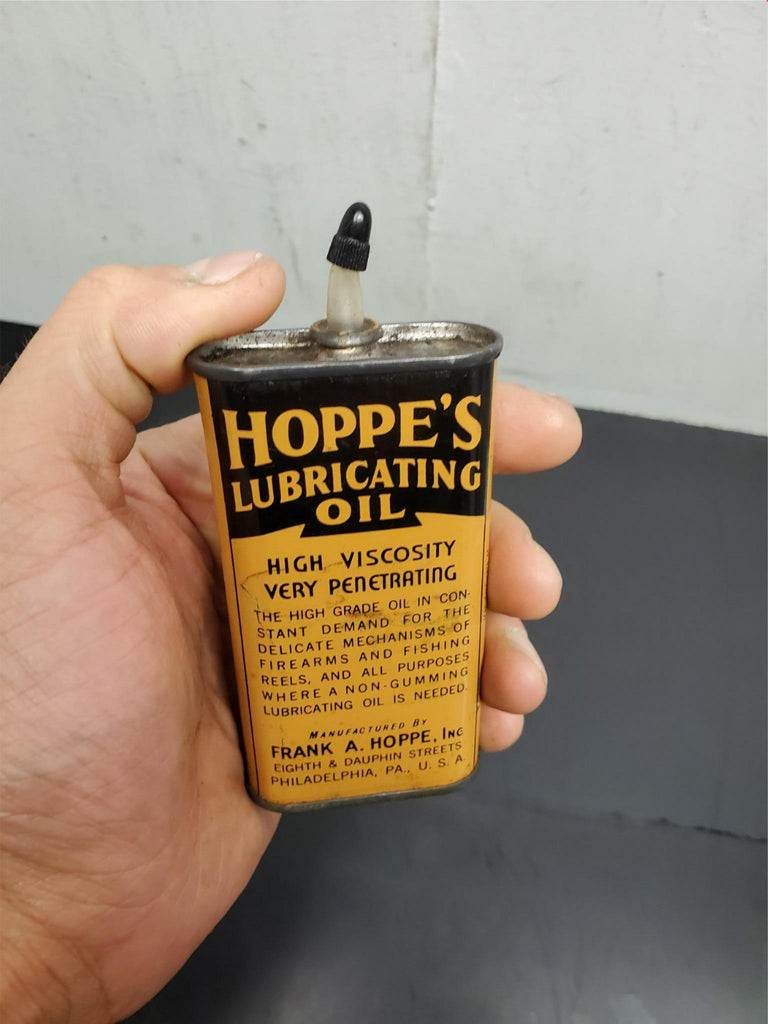 HOPPE'S
LUBRICATING
OIL
HIGH VISCOSITY
VERY PENETRATING
THE HIGH GRADE OIL IN CON-
STANT DEMAND FOR THE
DELICATE MECHANISMS OF
FIREARMS AND FISHING
REELS, AND ALL PURPOSES
WHERE A NON-GUMMING
LUBRICATING OIL IS NEEDED.
MANUFACTURED BY
FRANK A. HOPPE, INC
EIGHTH & DAUPHIN STREETS
PHILADELPHIA, PA., U. S. A.